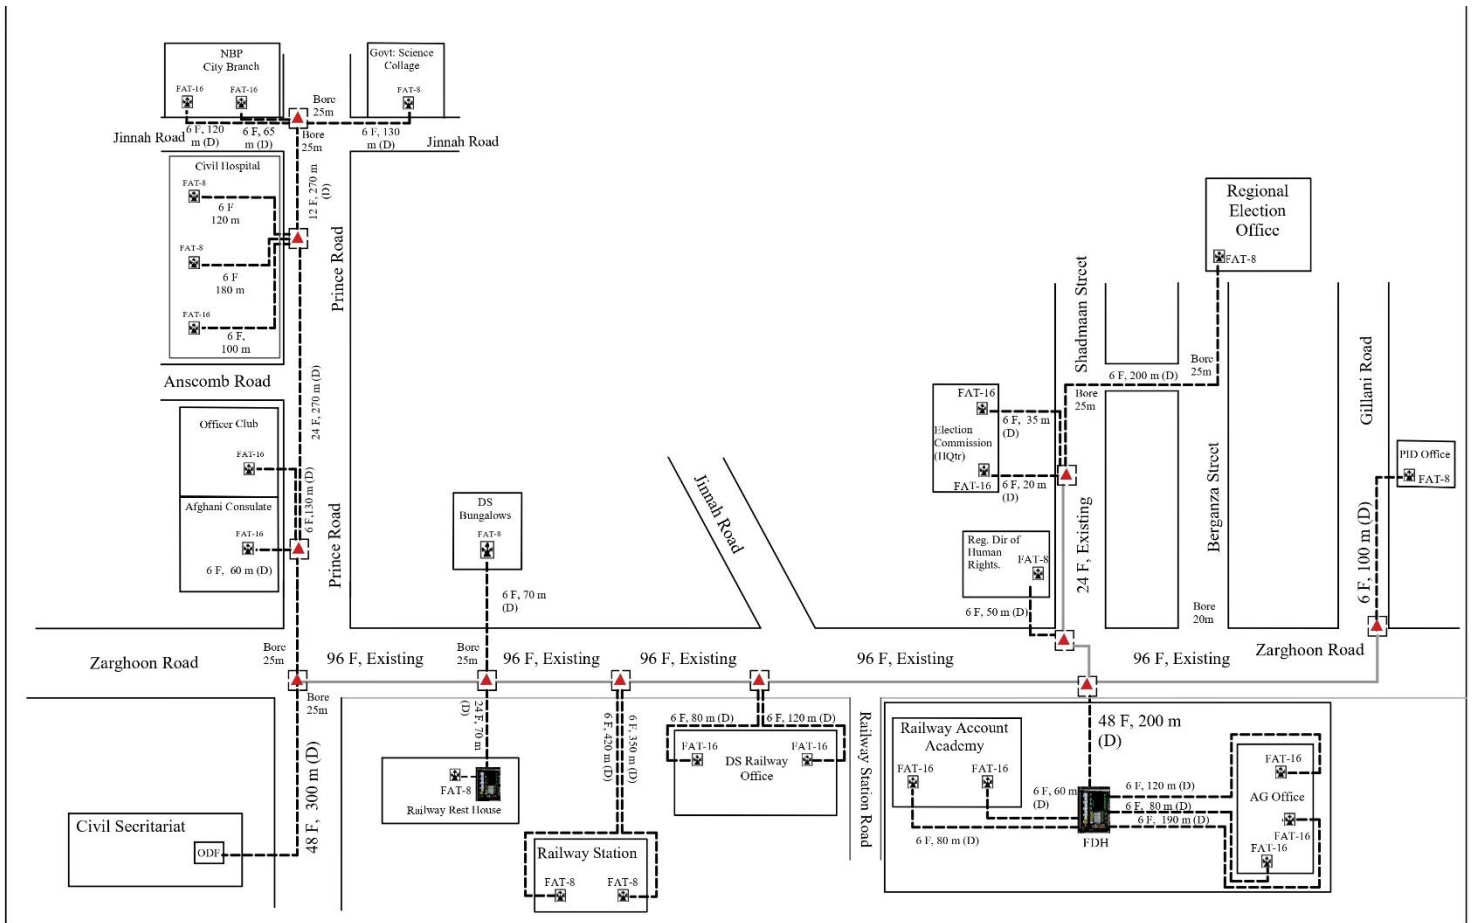 NBP
City Branch
FAT-16
FAT-16
Bore
25m
Govt: Science
Collage
FAT-8
Jinnah Road
6 F, 120
m (D)
6 F, 65
m (D)
Bore
25m
6 F, 130
m (D)
Jinnah Road
Civil Hospital
FAT-8
6 F
120 m
FAT-8
6 F
180 m
FAT-16
6 F,
100 m
12 F, 270 m
(D)
Prince Road
Anscomb Road
24 F, 270 m (D)
Officer Club
FAT-16
Afghani Consulate
FAT-16
6 F, 60 m (D)
6 F,130 m (D)
Prince Road
DS
Bungalows
FAT-8
6 F, 70 m
(D)
Jinnah Road
Regional
Election
Office
FAT-8
Shadmaan Street
6 F, 200 m (D)
Bore
25m
Bore
25m
FAT-16
6 F, 35 m
(D)
Election
Commission
(HQtr)
FAT-16
6 F, 20 m
(D)
Reg. Dir of
Human
Rights.
FAT-8
6 F, 50 m (D)
24 F, Existing
Berganza Street
Bore
20m
Gillani Road
PID Office
FAT-8
6 F, 100 m (D)
Zarghoon Road
Bore
25m
96 F, Existing
Bore
25m
96 F, Existing
96 F, Existing
96 F, Existing
96 F, Existing
Zarghoon Road
Bore
25m
48 F, 300 m (D)
Civil Secritariat
ODF
24 F, 70 m
(D)
FAT-8
Railway Rest House
6 F, 420 m (D)
6 F, 350 m (D)
Railway Station
FAT-8
FAT-8
6 F, 80 m (D)
6 F, 120 m (D)
FAT-16
FAT-16
DS Railway
Office
Railway Station Road
Railway Account
Academy
FAT-16
FAT-16
6 F, 60 m
(D)
6 F, 80 m (D)
48 F, 200 m
(D)
FDH
6 F, 120 m (D)
6 F, 80 m (D)
6 F, 190 m (D)
FAT-16
AG Office
FAT-16
FAT-16